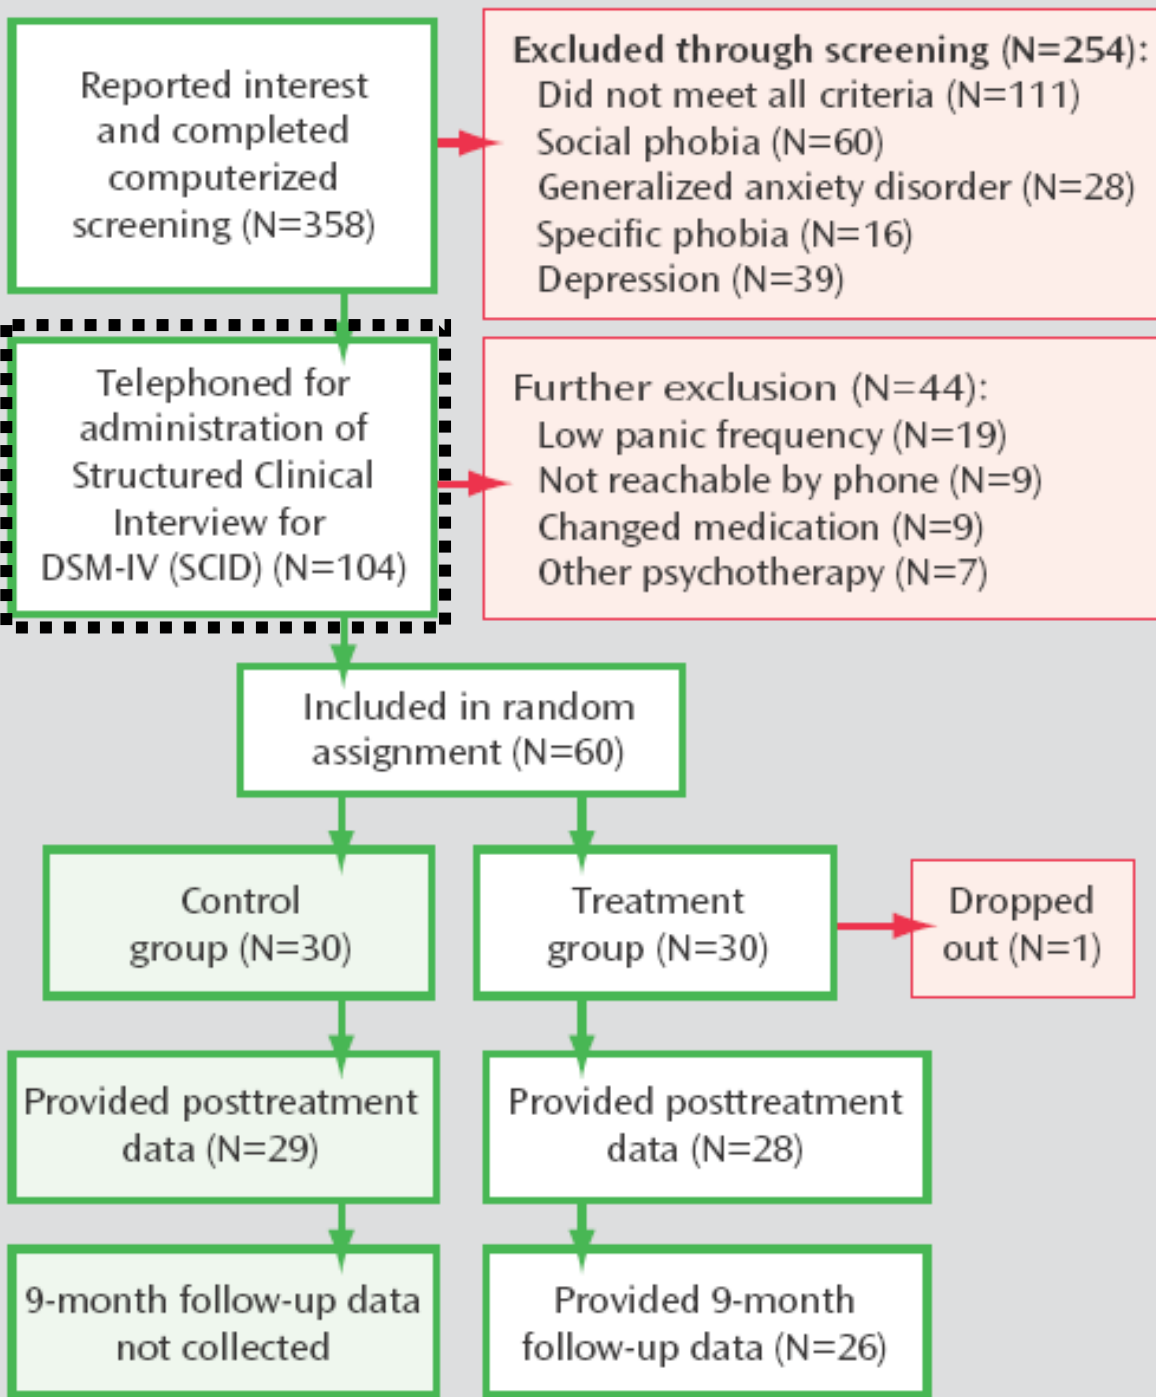 Reported interest
and completed
computerized
screening (N=358)
Excluded through screening (N=254):
Did not meet all criteria (N=111)
Social phobia (N=60)
Generalized anxiety disorder (N=28)
Specific phobia (N=16)
Depression (N=39)
Telephoned for
administration of
Structured Clinical
Interview for
DSM-IV (SCID) (N=104)
Further exclusion (N=44):
Low panic frequency (N=19)
Not reachable by phone (N=9)
Changed medication (N=9)
Other psychotherapy (N=7)
Included in random
assignment (N=60)
Control
group (N=30)
Treatment
group (N=30)
Dropped
out (N=1)
Provided posttreatment
data (N=29)
Provided posttreatment
data (N=28)
9-month follow-up data
not collected
Provided 9-month
follow-up data (N=26)